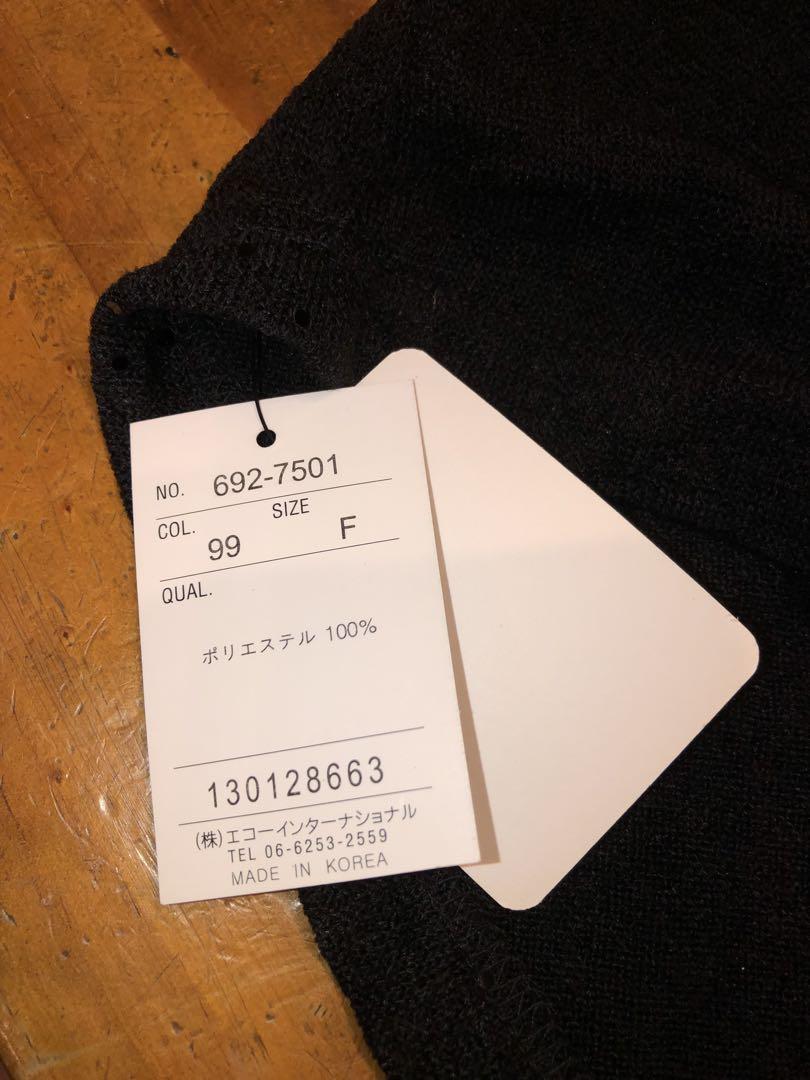 NO. 692-7501
COL. SIZE
99 F
QUAL.
ポリエステル 100%
130128663
(株)エコーインターナショナル
TEL 06-6253-2559
MADE IN KOREA